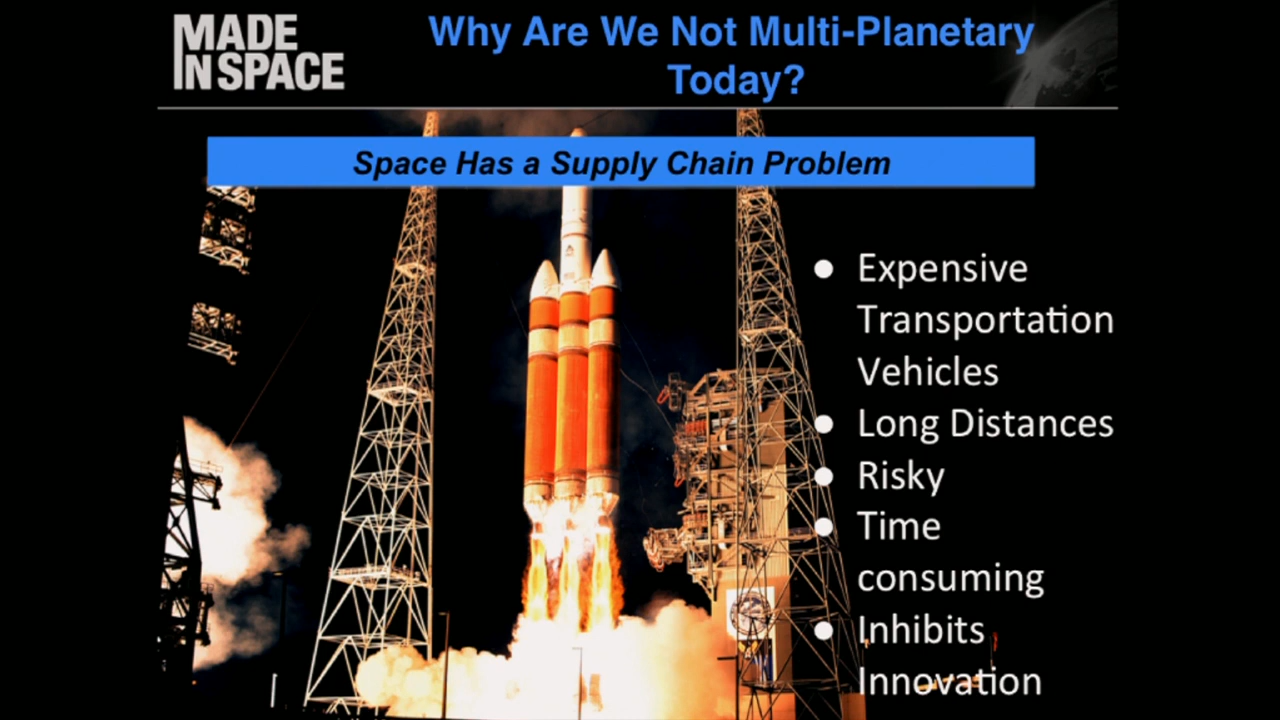 MADE
IN SPACE
Why Are We Not Multi-Planetary
Today?
Space Has a Supply Chain Problem
● Expensive
Transportation
Vehicles
● Long Distances
● Risky
● Time
consuming
● Inhibits
Innovation